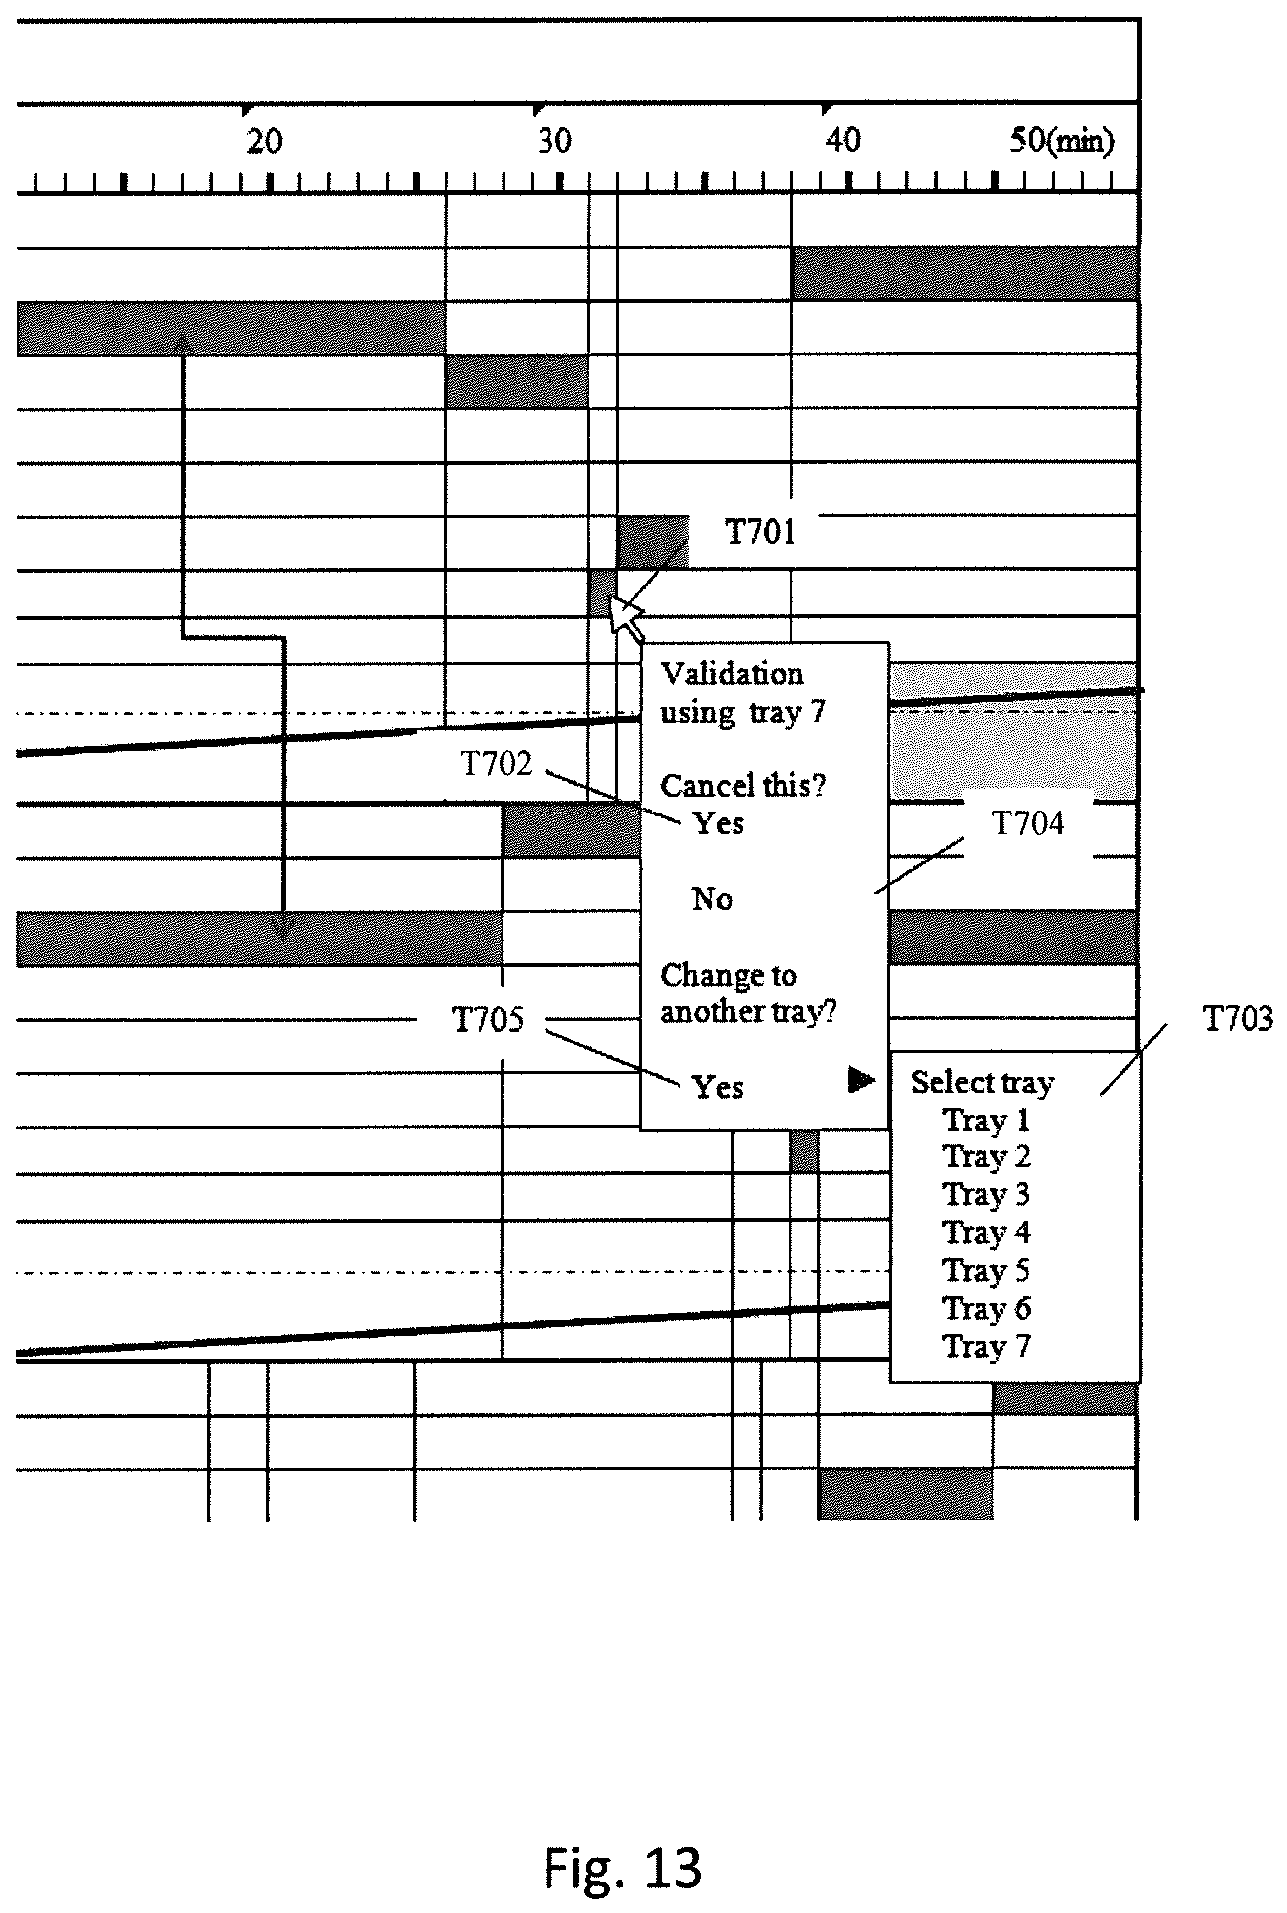 20 30 40 50(min)
T701
Validation
using tray 7
T702
Cancel this?
Yes
T704
No
Change to
another tray?
T705
T703
Yes
Select tray
Tray 1
Tray 2
Tray 3
Tray 4
Tray 5
Tray 6
Tray 7
Fig. 13